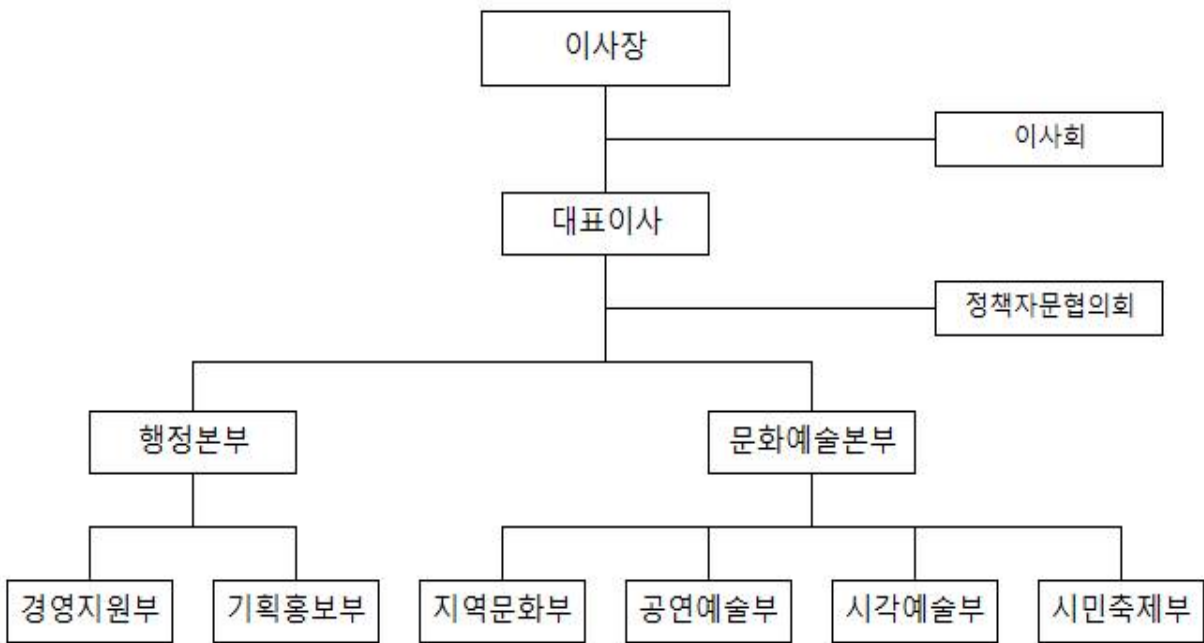 이사장
이사회
대표이사
정책자문협의회
행정본부
문화예술본부
경영지원부
기획홍보부
지역문화부
공연예술부
시각예술부
시민축제부